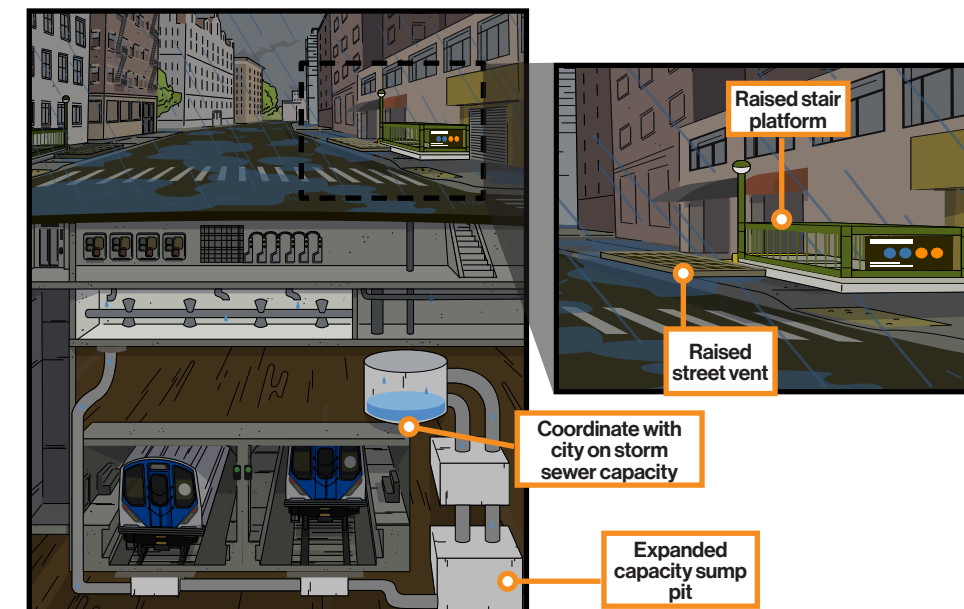 Raised stair
platform
Raised
street vent
Coordinate with
city on storm
sewer capacity
Expanded
capacity sump
pit